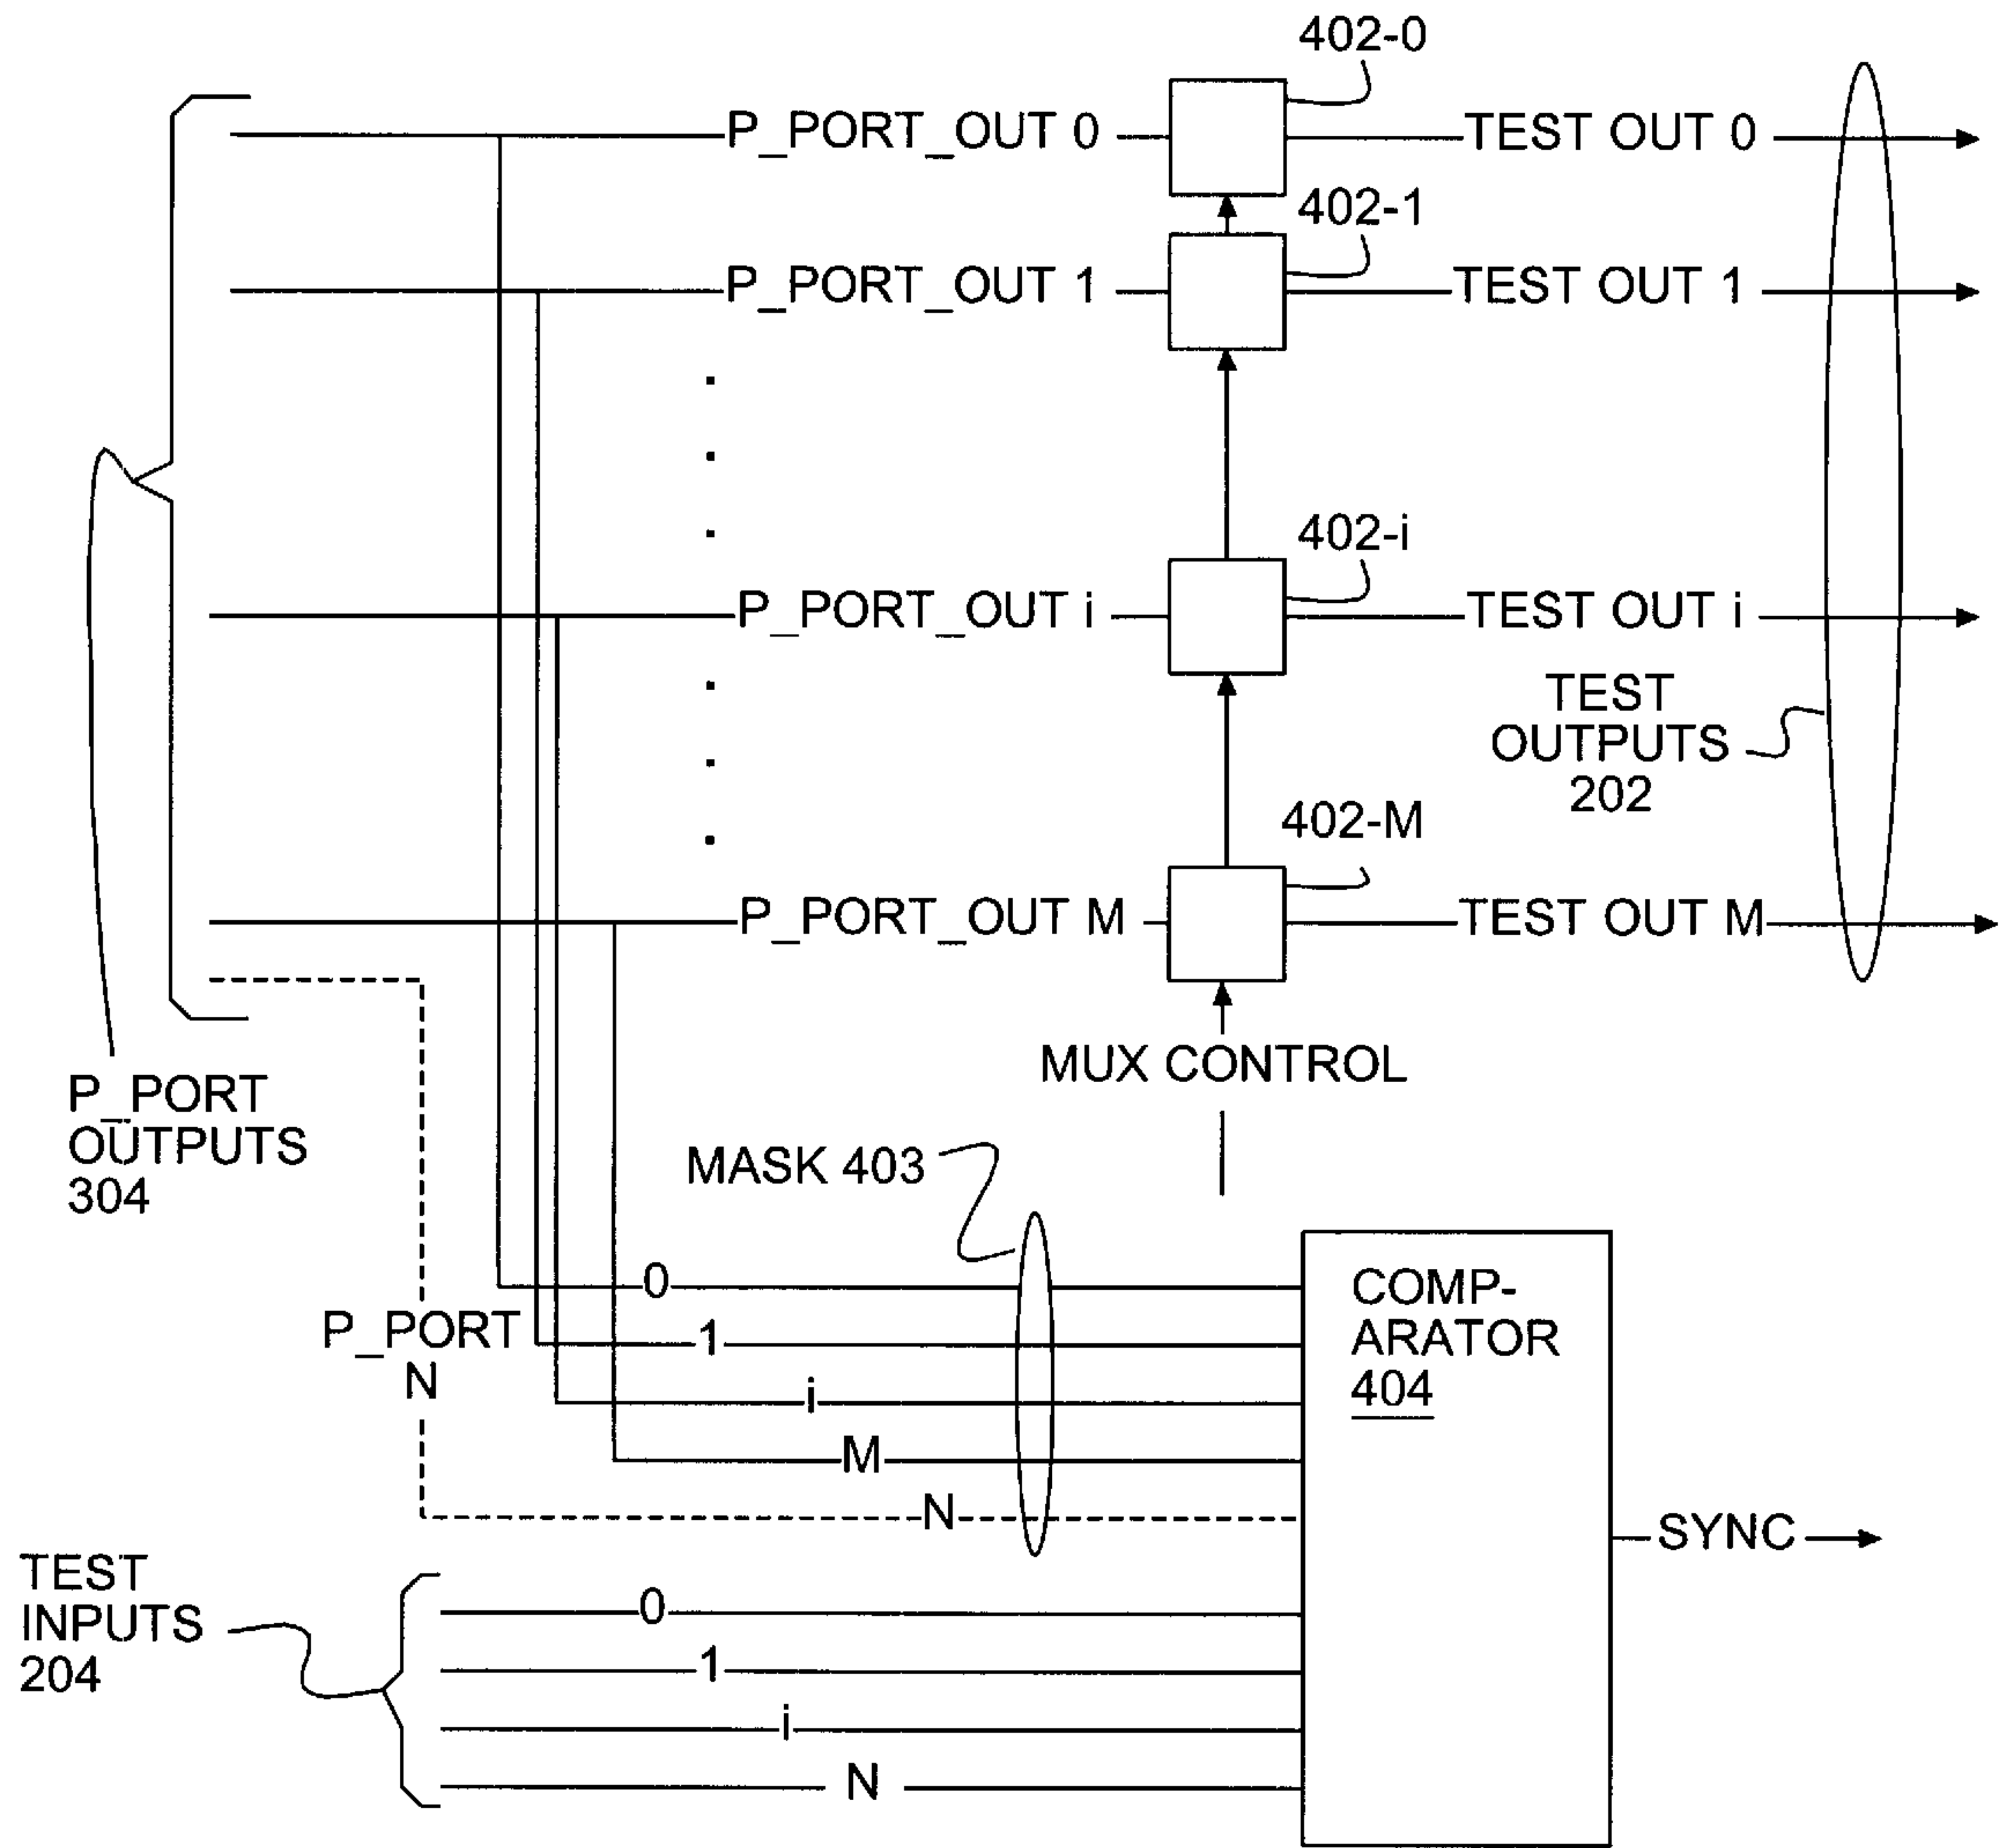 402-0
P_PORT_OUT 0
TEST OUT 0
402-1
P_PORT_OUT 1
TEST OUT 1
402-i
P_PORT_OUT i
TEST OUT i
TEST
OUTPUTS
202
402-M
P_PORT_OUT M
TEST OUT M
MUX CONTROL
P_PORT
OUTPUTS
304
MASK 403
0
P_PORT
N
1
i
M
N
COMP-
ARATOR
404
SYNC
TEST
INPUTS
204
0
1
i
N